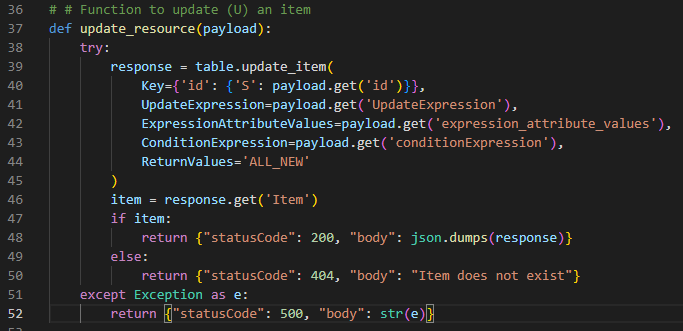 36 # # Function to update (U) an item
37 def update_resource(payload):
38 try:
39 response = table.update_item(
40 Key={'id': {'S': payload.get('id')}},
41 UpdateExpression=payload.get('UpdateExpression'),
42 ExpressionAttributeValues=payload.get('expression_attribute_values'),
43 ConditionExpression=payload.get('conditionExpression'),
44 ReturnValues='ALL_NEW'
45 )
46 item = response.get('Item')
47 if item:
48 return {"statusCode": 200, "body": json.dumps(response)}
49 else:
50 return {"statusCode": 404, "body": "Item does not exist"}
51 except Exception as e:
52 return {"statusCode": 500, "body": str(e)}